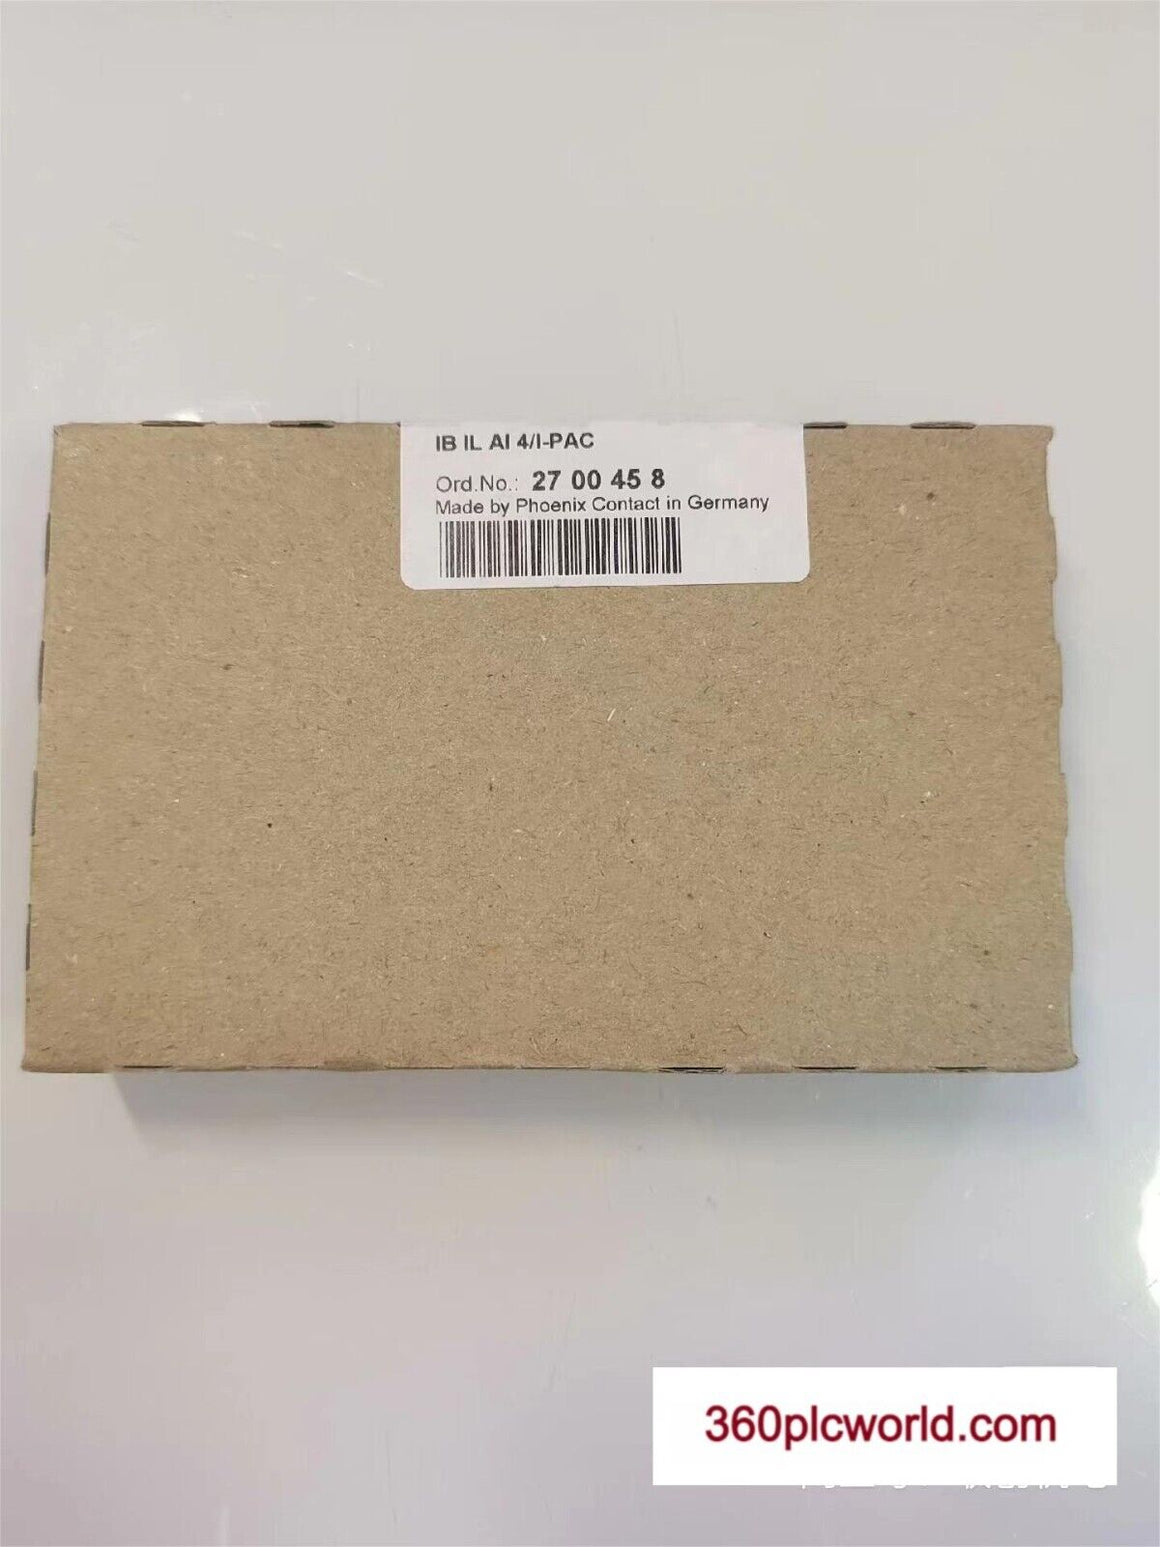 IB IL AI 4/I-PAC
Ord.No.: 27 00 45 8
Made by Phoenix Contact in Germany
360plcworld.com